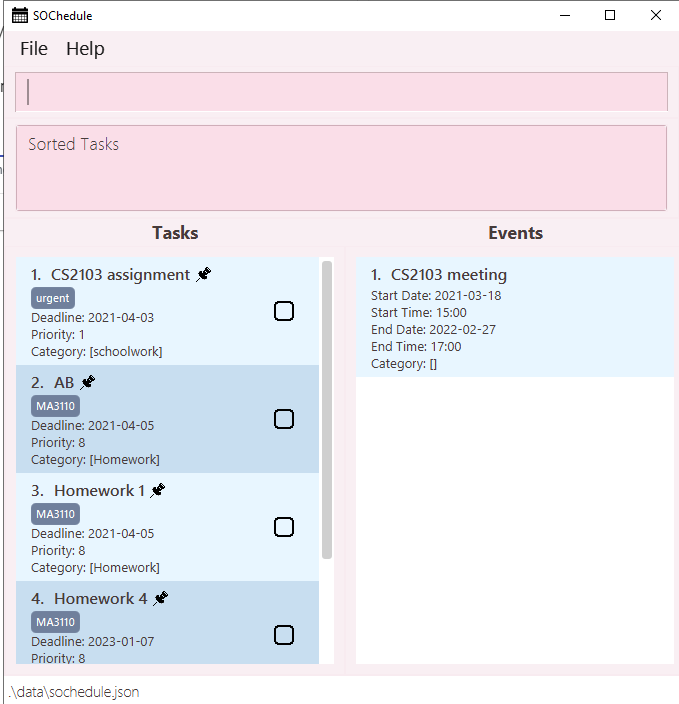 SOChedule
File Help
Sorted Tasks
Tasks
Events
1. CS2103 assignment
urgent
Deadline: 2021-04-03
Priority: 1
Category: [schoolwork]
2. AB
MA3110
Deadline: 2021-04-05
Priority: 8
Category: [Homework]
3. Homework 1
MA3110
Deadline: 2021-04-05
Priority: 8
Category: [Homework]
4. Homework 4
MA3110
Deadline: 2023-01-07
Priority: 8
1. CS2103 meeting
Start Date: 2021-03-18
Start Time: 15:00
End Date: 2022-02-27
End Time: 17:00
Category: []
.\data\sochedule.json